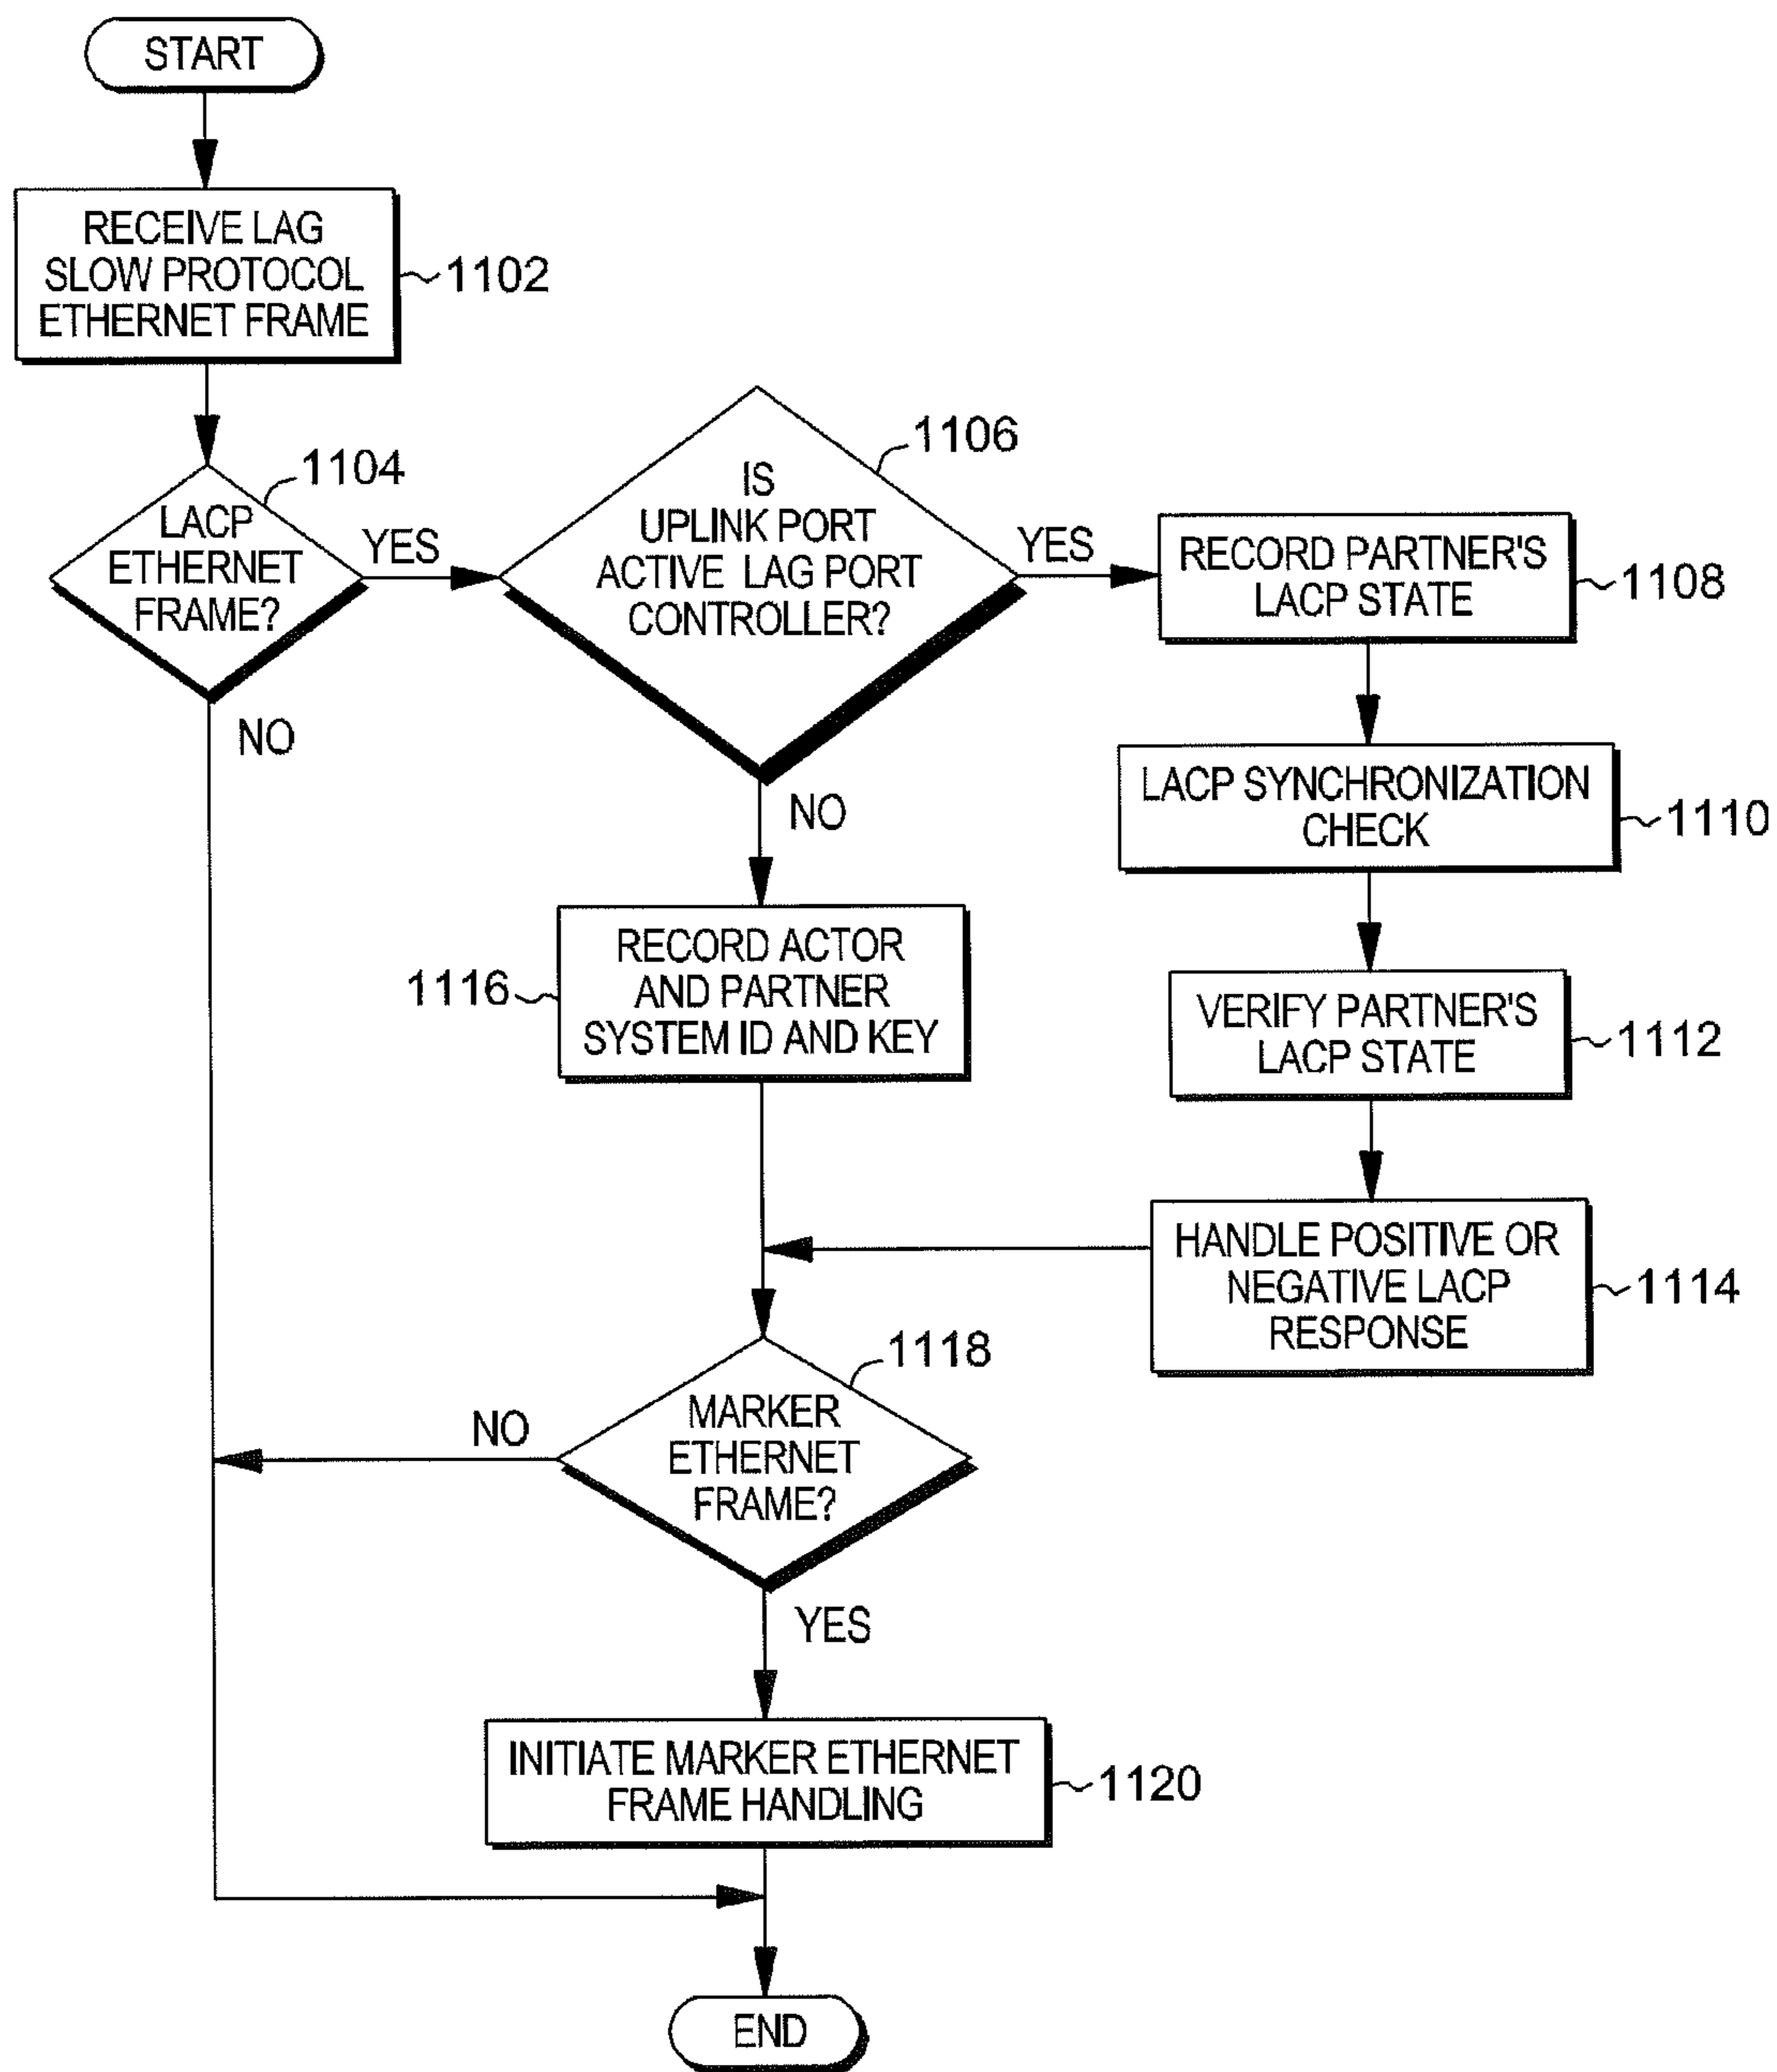 START
RECEIVE LAG
SLOW PROTOCOL
ETHERNET FRAME
1102
LACP
ETHERNET
FRAME?
1104
YES
NO
IS
UPLINK PORT
ACTIVE LAG PORT
CONTROLLER?
1106
YES
NO
RECORD PARTNER'S
LACP STATE
1108
LACP SYNCHRONIZATION
CHECK
1110
RECORD ACTOR
AND PARTNER
SYSTEM ID AND KEY
1116
VERIFY PARTNER'S
LACP STATE
1112
HANDLE POSITIVE OR
NEGATIVE LACP
RESPONSE
1114
MARKER
ETHERNET
FRAME?
1118
NO
YES
INITIATE MARKER ETHERNET
FRAME HANDLING
1120
END